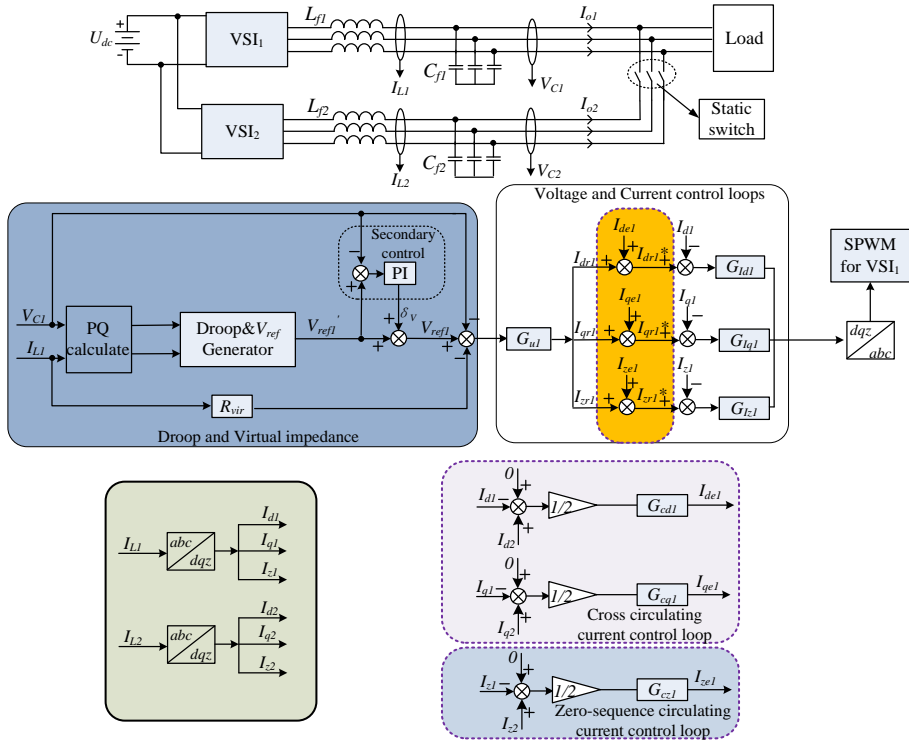 U_dc
+
-
VSI_1
L_f1
I_L1
C_f1
V_C1
I_o1
Load
VSI_2
L_f2
I_L2
C_f2
V_C2
I_o2
Static
switch
V_C1
I_L1
PQ
calculate
Droop&V_ref
Generator
V_ref1'
Secondary
control
−
+
PI
δ_V
+
+
V_ref1
−
+
−
R_vir
Droop and Virtual impedance
Voltage and Current control loops
G_u1
I_dr1
+
I_de1
+
I_dr1*
+
I_d1
−
G_Id1
I_qr1
+
I_qe1
+
I_qr1*
+
I_q1
−
G_Iq1
I_zr1
+
I_ze1
+
I_zr1*
+
I_z1
−
G_Iz1
SPWM
for VSI_1
dqz
abc
I_L1
abc
dqz
I_d1
I_q1
I_z1
I_L2
abc
dqz
I_d2
I_q2
I_z2
0
+
I_d1
−
+
I_d2
1/2
G_cd1
I_de1
0
+
I_q1
−
+
I_q2
1/2
G_cq1
I_qe1
Cross circulating
current control loop
0
+
I_z1
−
+
I_z2
1/2
G_cz1
I_ze1
Zero-sequence circulating
current control loop